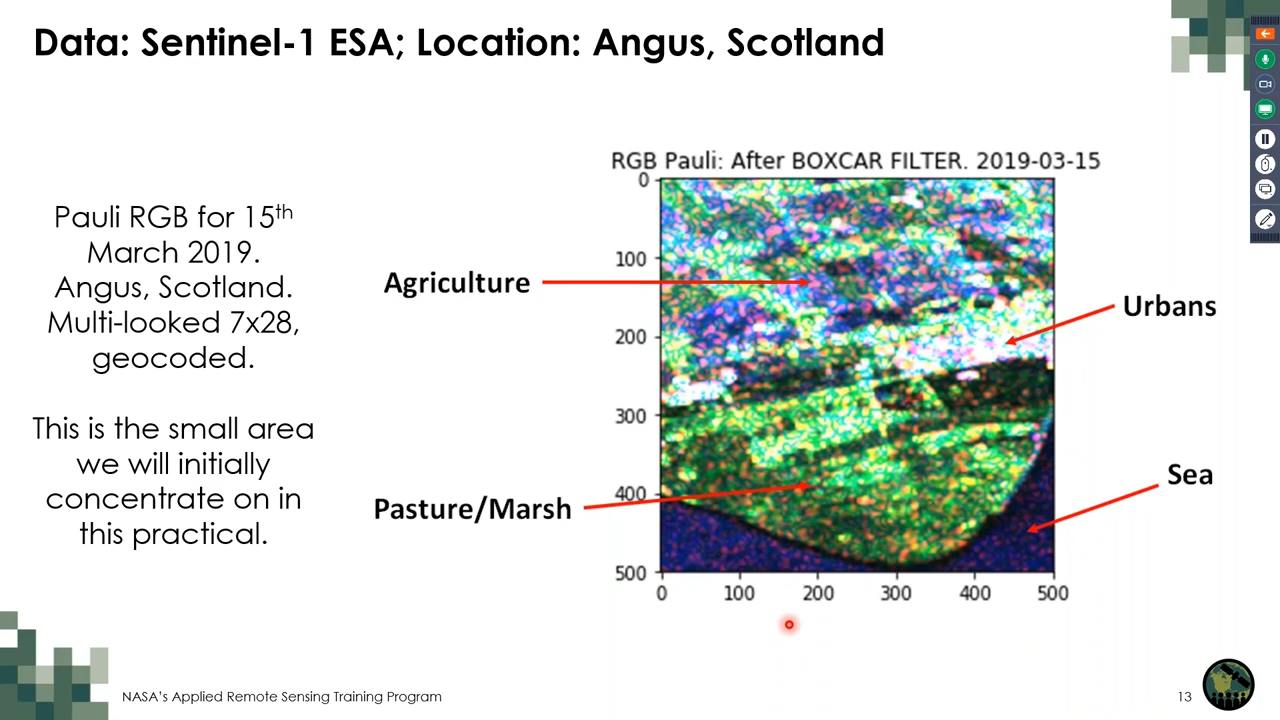 Data: Sentinel-1 ESA; Location: Angus, Scotland
Pauli RGB for 15th
March 2019.
Angus, Scotland.
Multi-looked 7x28,
geocoded.
This is the small area
we will initially
concentrate on in
this practical.
RGB Pauli: After BOXCAR FILTER. 2019-03-15
0
100
200
300
400
500
0 100 200 300 400 500
Agriculture
Urbans
Pasture/Marsh
Sea
NASA's Applied Remote Sensing Training Program
13